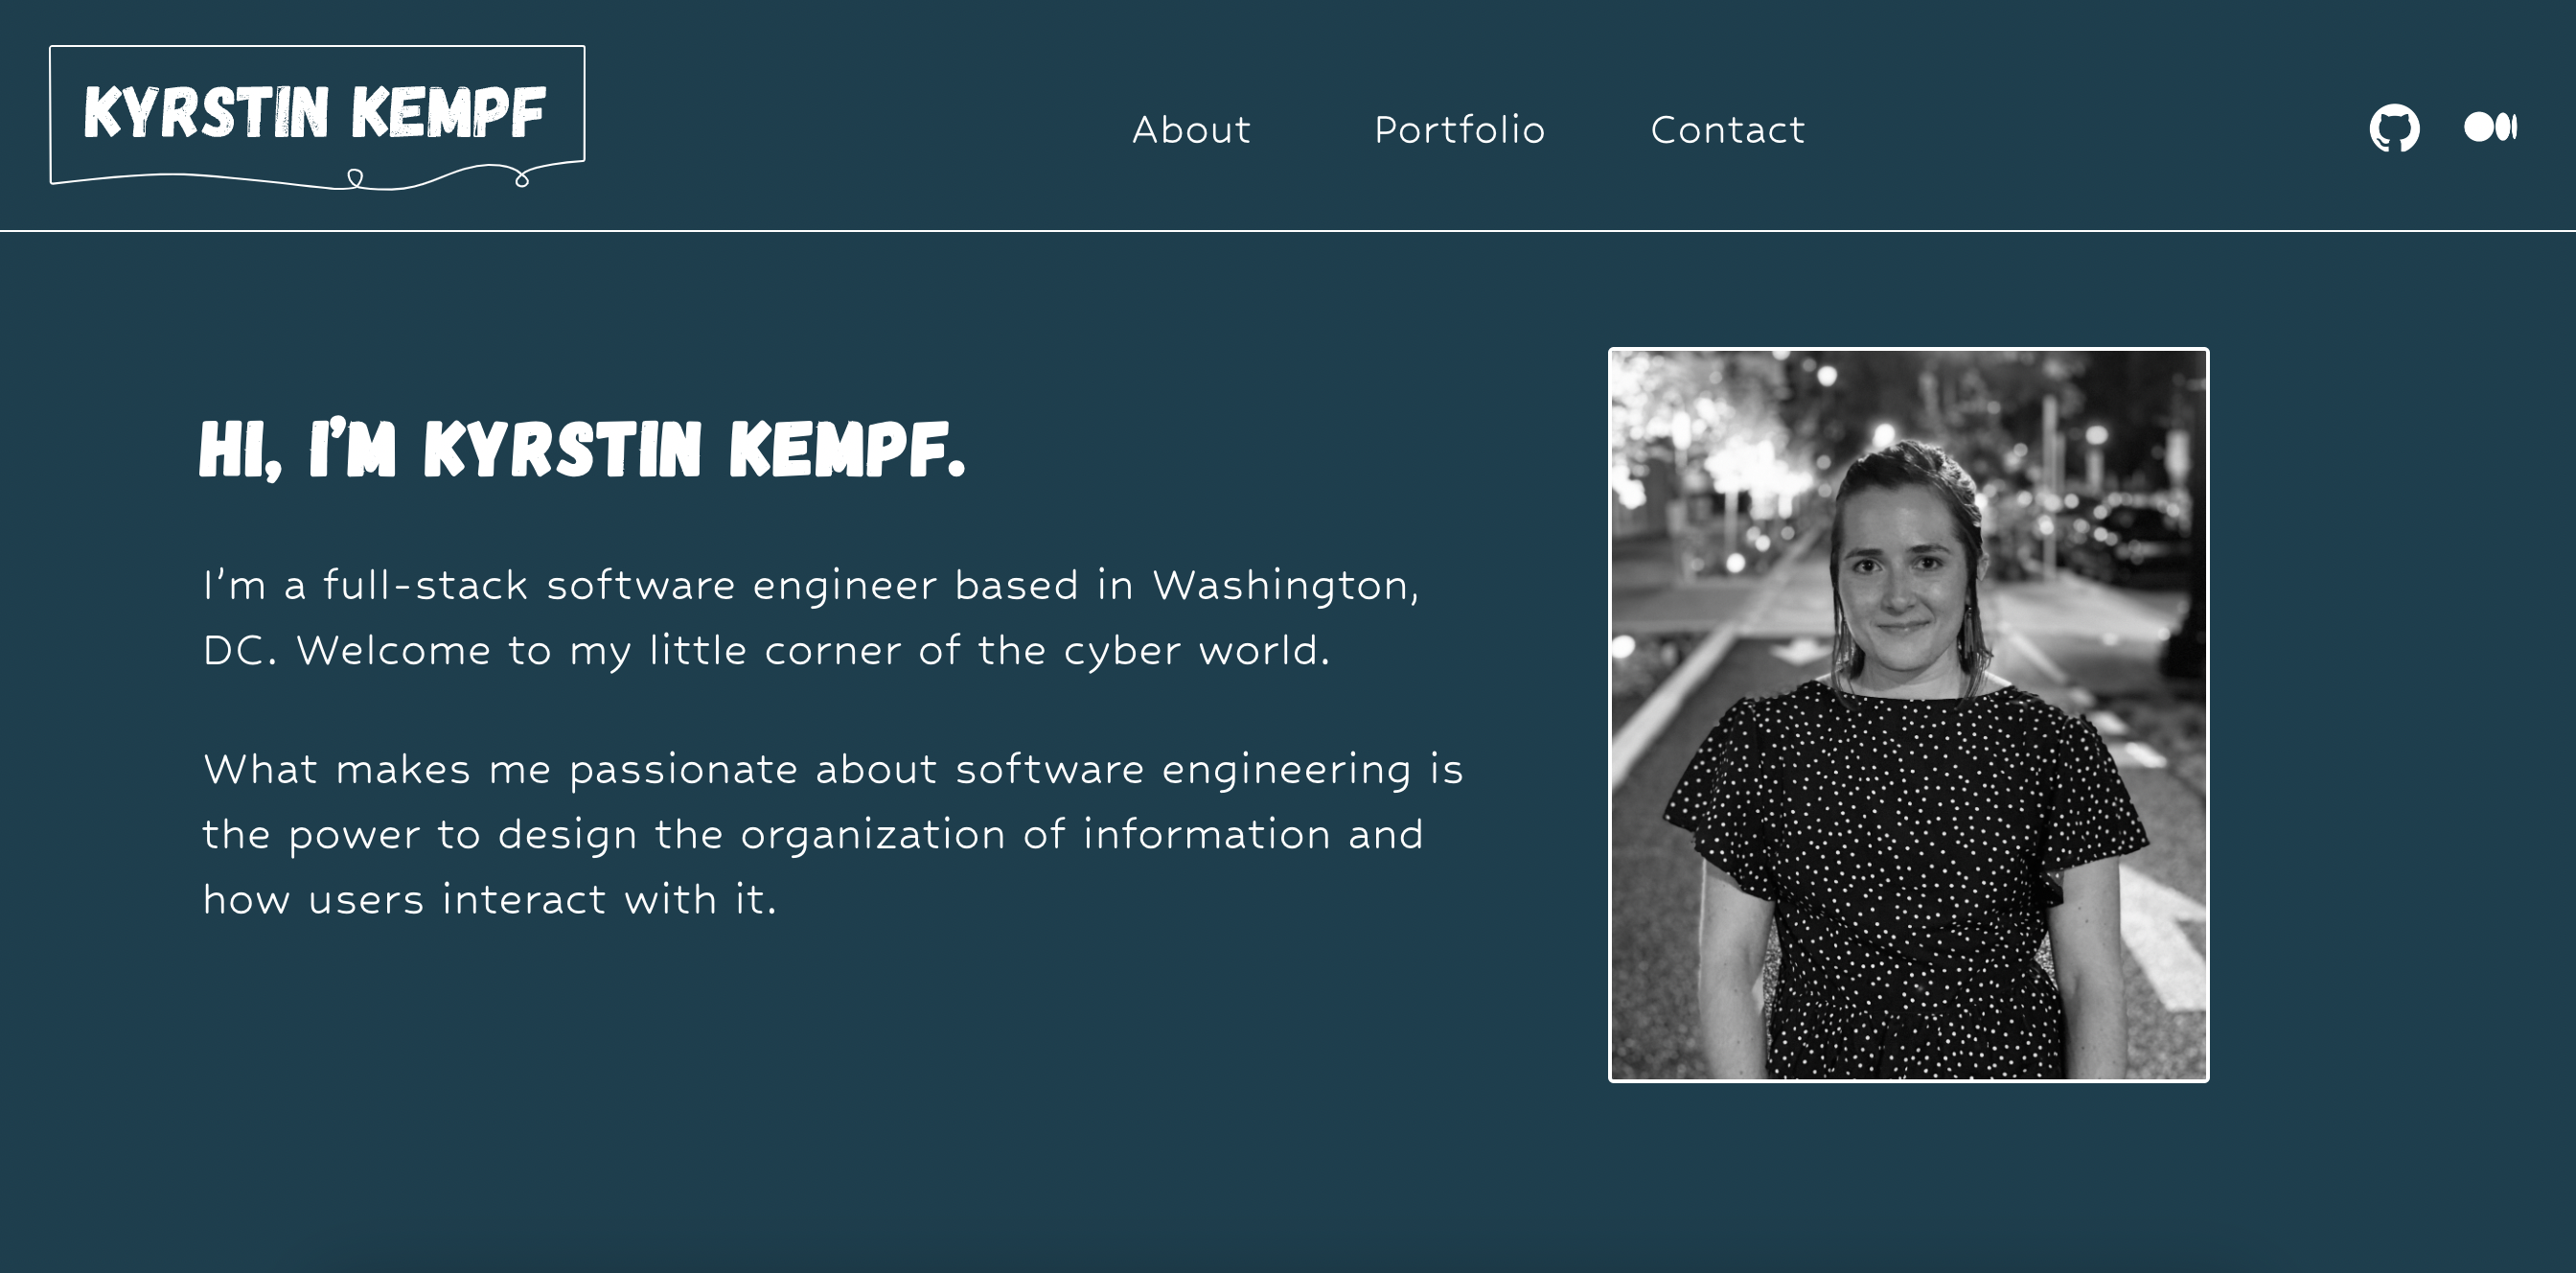 KYRSTIN KEMPF
About
Portfolio
Contact
HI, I'M KYRSTIN KEMPF.
I'm a full-stack software engineer based in Washington,
DC. Welcome to my little corner of the cyber world.
What makes me passionate about software engineering is
the power to design the organization of information and
how users interact with it.